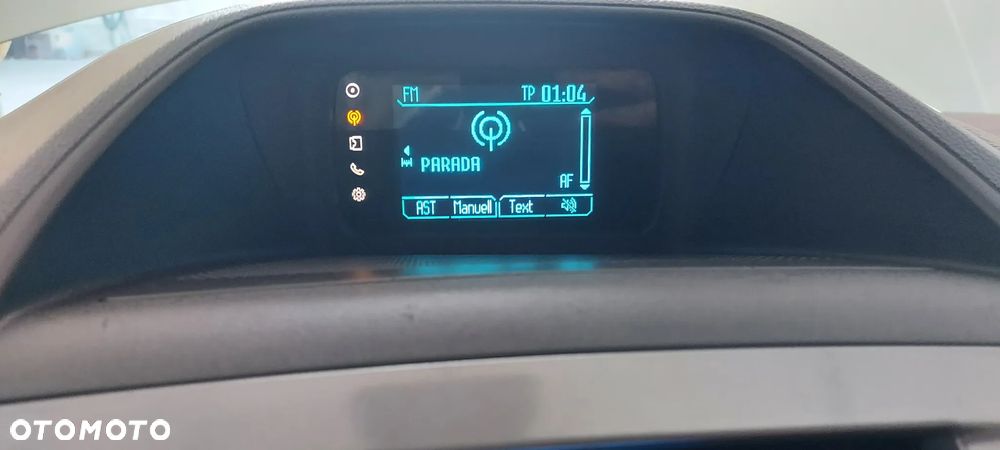 FM TP 01:04
PARADA
AF
AST Manuell Text
OTOMOTO